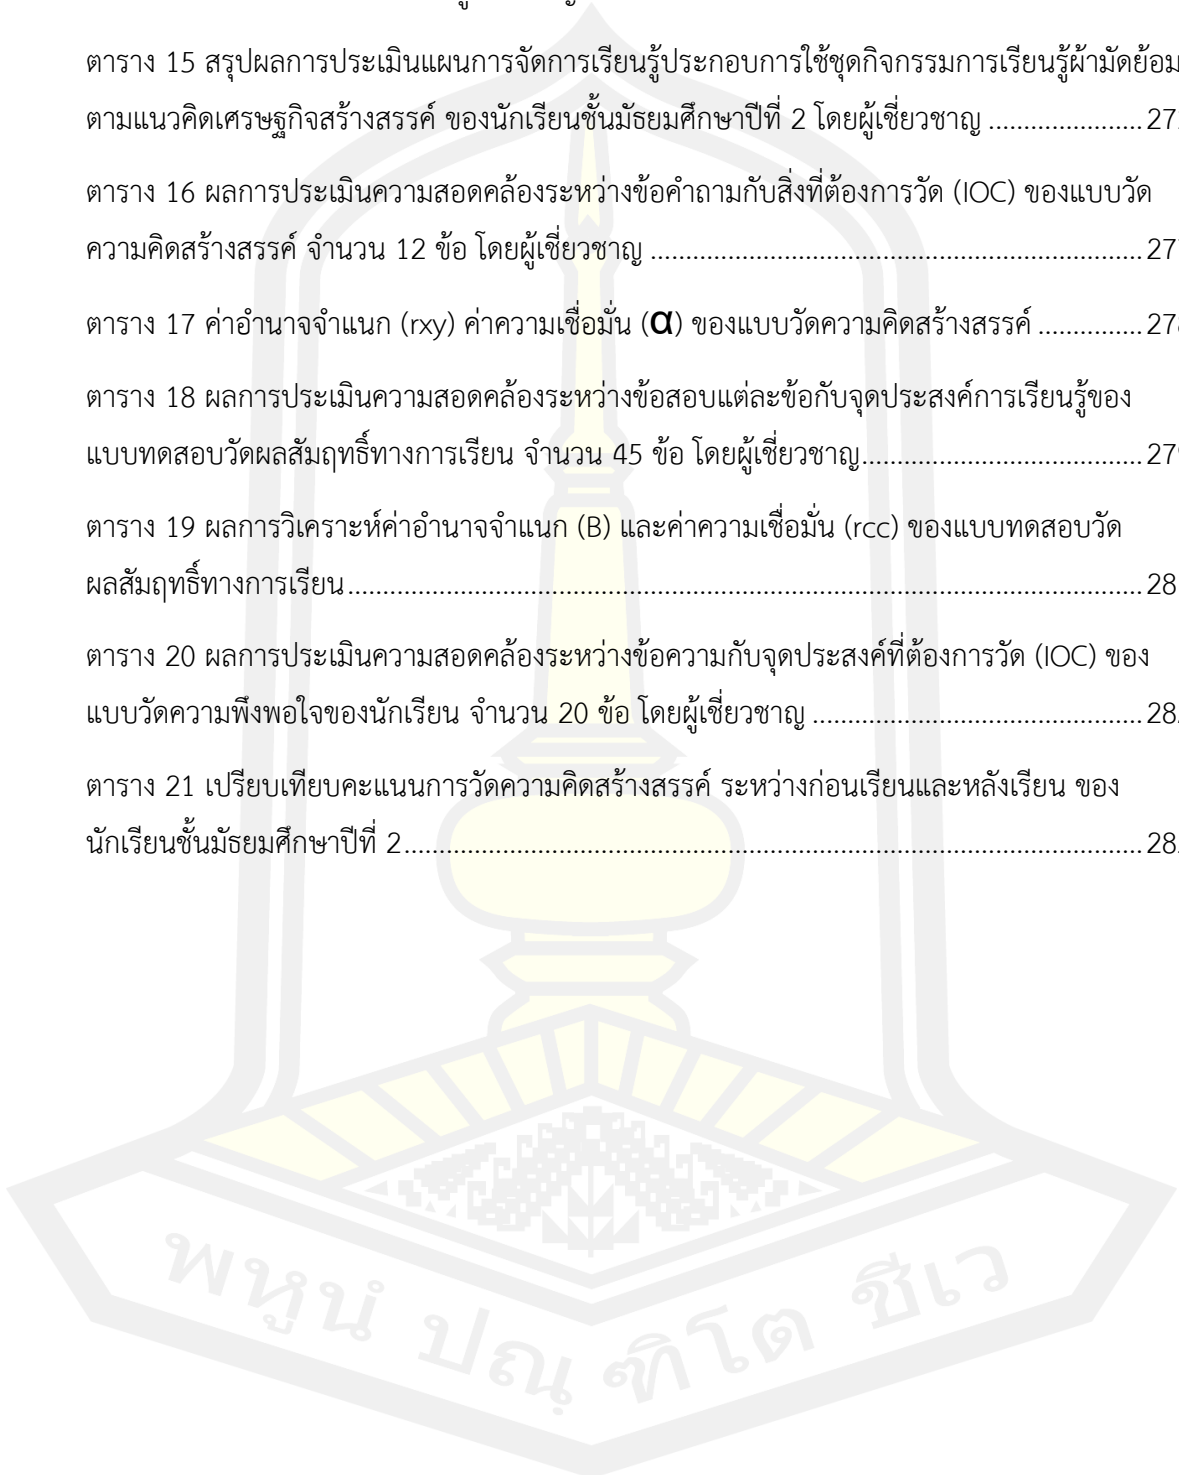 ตาราง 15 สรุปผลการประเมินแผนการจัดการเรียนรู้ประกอบการใช้ชุดกิจกรรมการเรียนรู้ผ้ามัดย้อม
ตามแนวคิดเศรษฐกิจสร้างสรรค์ ของนักเรียนชั้นมัธยมศึกษาปีที่ 2 โดยผู้เชี่ยวชาญ ...................... 27
ตาราง 16 ผลการประเมินความสอดคล้องระหว่างข้อคำถามกับสิ่งที่ต้องการวัด (IOC) ของแบบวัด
ความคิดสร้างสรรค์ จำนวน 12 ข้อ โดยผู้เชี่ยวชาญ ...................................................................... 27
ตาราง 17 ค่าอำนาจจำแนก (rxy) ค่าความเชื่อมั่น (α) ของแบบวัดความคิดสร้างสรรค์ ............... 278
ตาราง 18 ผลการประเมินความสอดคล้องระหว่างข้อสอบแต่ละข้อกับจุดประสงค์การเรียนรู้ของ
แบบทดสอบวัดผลสัมฤทธิ์ทางการเรียน จำนวน 45 ข้อ โดยผู้เชี่ยวชาญ........................................ 279
ตาราง 19 ผลการวิเคราะห์ค่าอำนาจจำแนก (B) และค่าความเชื่อมั่น (rcc) ของแบบทดสอบวัด
ผลสัมฤทธิ์ทางการเรียน ................................................................................................................. 28
ตาราง 20 ผลการประเมินความสอดคล้องระหว่างข้อความกับจุดประสงค์ที่ต้องการวัด (IOC) ของ
แบบวัดความพึงพอใจของนักเรียน จำนวน 20 ข้อ โดยผู้เชี่ยวชาญ ............................................... 28
ตาราง 21 เปรียบเทียบคะแนนการวัดความคิดสร้างสรรค์ ระหว่างก่อนเรียนและหลังเรียน ของ
นักเรียนชั้นมัธยมศึกษาปีที่ 2......................................................................................................... 28
พหูนํ ปณฺฑิโต ชีเว